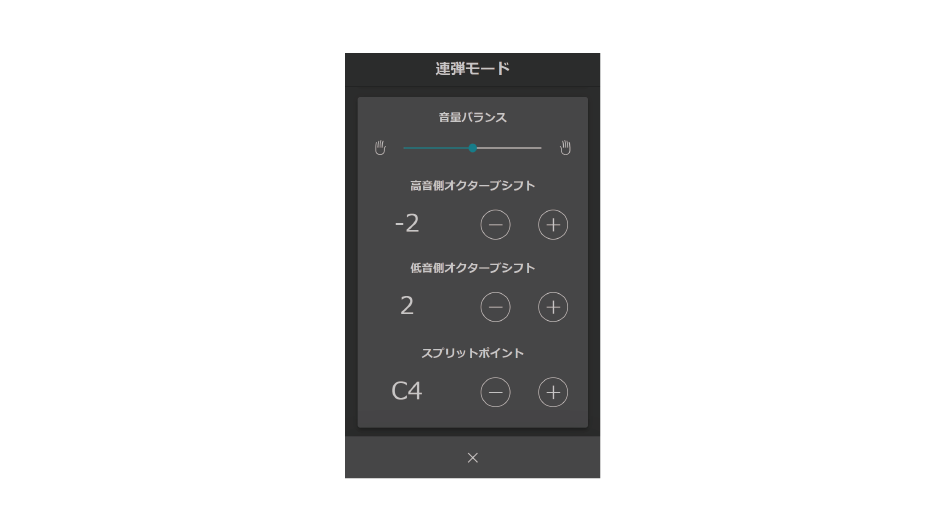 連弾モード
音量バランス
高音側オクターブシフト
-2
低音側オクターブシフト
2
スプリットポイント
C4